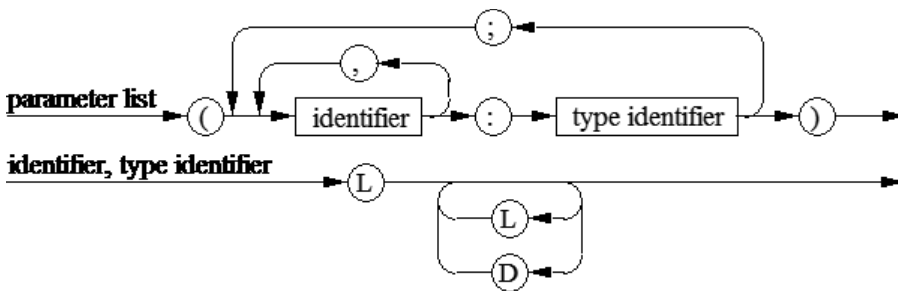 ;
,
parameter list
( identifier : type identifier )
identifier, type identifier
L
L
D